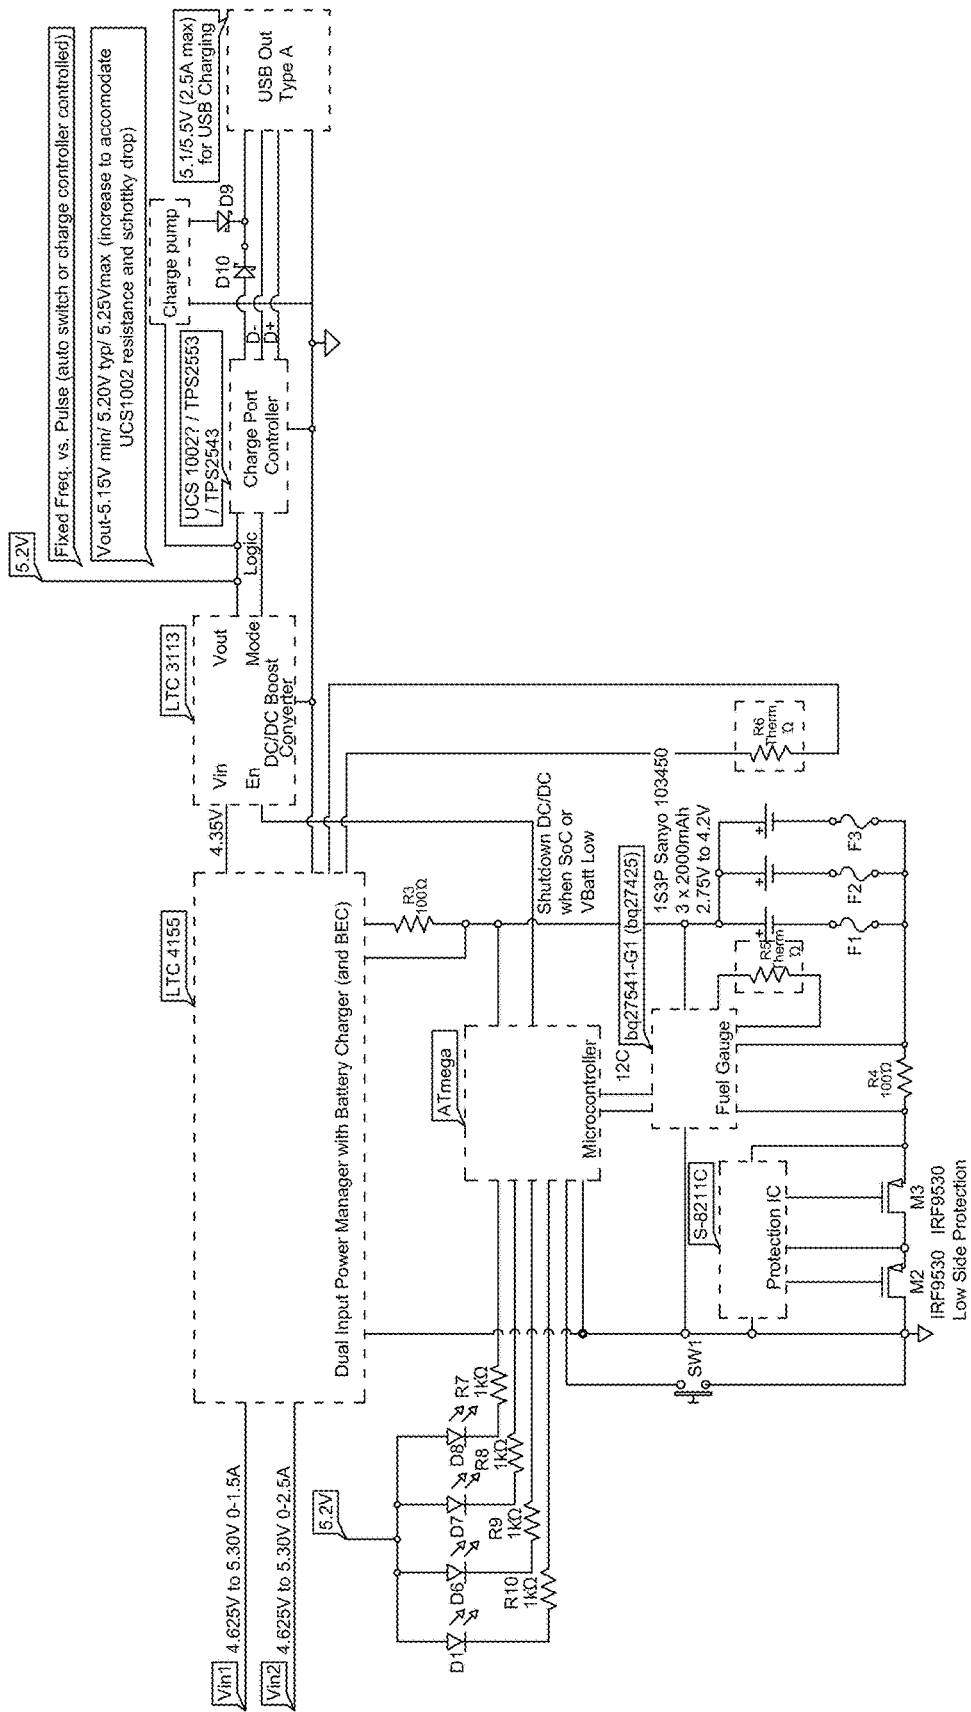 Fixed Freq. vs. Pulse (auto switch or charge controller controlled)
Vout-5.15V min/ 5.20V typ/ 5.25Vmax (increase to accomodate
UCS1002 resistance and schottky drop)
5.2V
5.1/5.5V (2.5A max)
for USB Charging
USB Out
Type A
Charge pump
D9
D10
D-
D+
UCS 1002? / TPS2553
/ TPS2543
Charge Port
Controller
Logic
LTC 3113
Vout
Mode
Vin
En
DC/DC Boost
Converter
4.35V
LTC 4155
Dual Input Power Manager with Battery Charger (and BEC)
Vin1
4.625V to 5.30V 0-1.5A
Vin2
4.625V to 5.30V 0-2.5A
R3
100Ω
Shutdown DC/DC
when SoC or
VBatt Low
ATmega
Microcontroller
12C
bq27541-G1 (bq27425)
Fuel Gauge
1S3P Sanyo 103450
3 x 2000mAh
2.75V to 4.2V
R6
Therm
Ω
R5
Therm
Ω
+
+
+
F1
F2
F3
R4
100Ω
S-8211C
Protection IC
M2
IRF9530
M3
IRF9530
Low Side Protection
SW1
5.2V
D1
D6
D7
D8
R7
1kΩ
R8
1kΩ
R9
1kΩ
R10
1kΩ